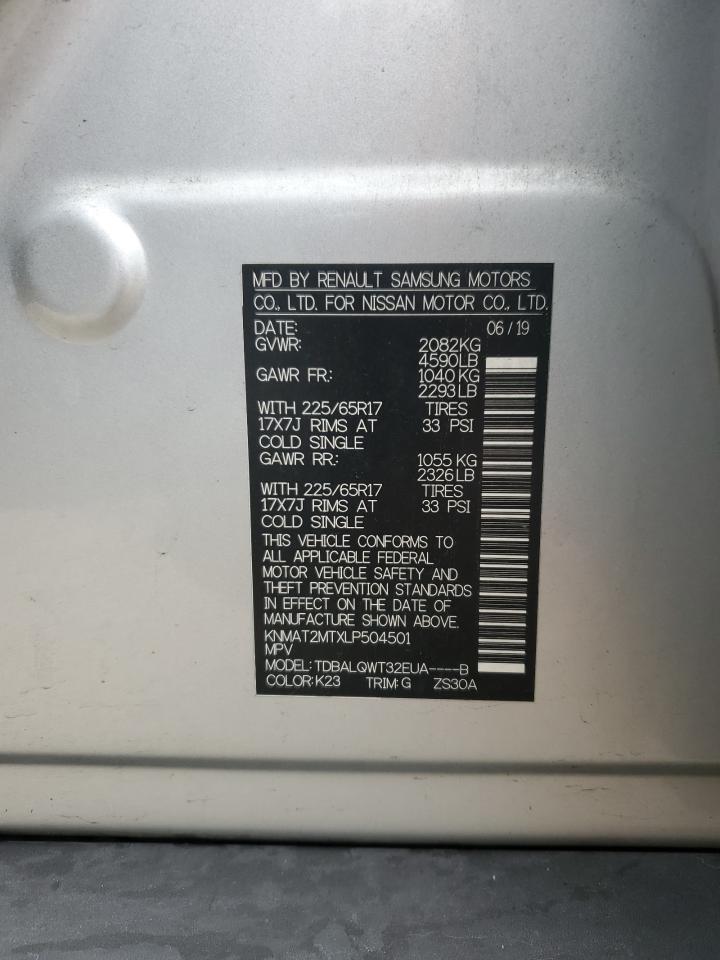 MFD BY RENAULT SAMSUNG MOTORS
CO., LTD. FOR NISSAN MOTOR CO., LTD.
DATE: 06/19
GVWR: 2082KG
4590LB
GAWR FR.: 1040 KG
2293LB
WITH 225/65R17 TIRES
17X7J RIMS AT 33 PSI
COLD SINGLE
GAWR RR.: 1055 KG
2326LB
WITH 225/65R17 TIRES
17X7J RIMS AT 33 PSI
COLD SINGLE
THIS VEHICLE CONFORMS TO
ALL APPLICABLE FEDERAL
MOTOR VEHICLE SAFETY AND
THEFT PREVENTION STANDARDS
IN EFFECT ON THE DATE OF
MANUFACTURE SHOWN ABOVE.
KNMAT2MTXLP504501
MPV
MODEL: TDBALQWT32EUA----B
COLOR: K23 TRIM: G ZS30A